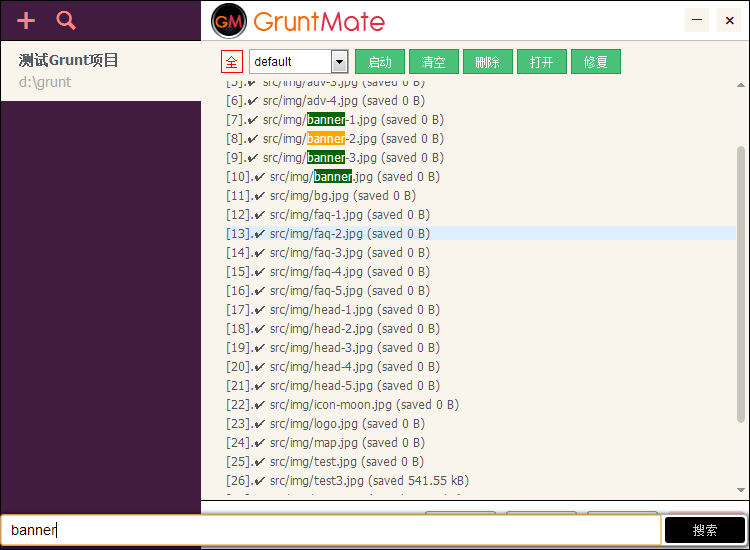 GM GruntMate
测试Grunt项目
d:\grunt
全 default 启动 清空 删除 打开 修复
[5].✔ src/img/adv-3.jpg (saved 0 B)
[6].✔ src/img/adv-4.jpg (saved 0 B)
[7].✔ src/img/banner-1.jpg (saved 0 B)
[8].✔ src/img/banner-2.jpg (saved 0 B)
[9].✔ src/img/banner-3.jpg (saved 0 B)
[10].✔ src/img/banner.jpg (saved 0 B)
[11].✔ src/img/bg.jpg (saved 0 B)
[12].✔ src/img/faq-1.jpg (saved 0 B)
[13].✔ src/img/faq-2.jpg (saved 0 B)
[14].✔ src/img/faq-3.jpg (saved 0 B)
[15].✔ src/img/faq-4.jpg (saved 0 B)
[16].✔ src/img/faq-5.jpg (saved 0 B)
[17].✔ src/img/head-1.jpg (saved 0 B)
[18].✔ src/img/head-2.jpg (saved 0 B)
[19].✔ src/img/head-3.jpg (saved 0 B)
[20].✔ src/img/head-4.jpg (saved 0 B)
[21].✔ src/img/head-5.jpg (saved 0 B)
[22].✔ src/img/icon-moon.jpg (saved 0 B)
[23].✔ src/img/logo.jpg (saved 0 B)
[24].✔ src/img/map.jpg (saved 0 B)
[25].✔ src/img/test.jpg (saved 0 B)
[26].✔ src/img/test3.jpg (saved 541.55 kB)
banner 搜索